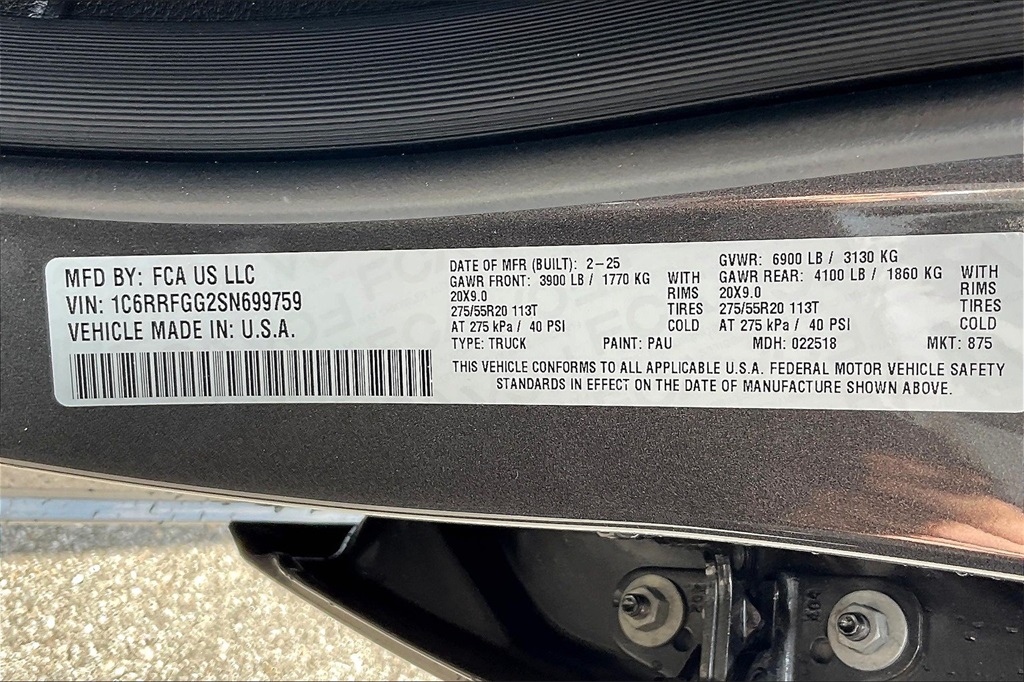 MFD BY: FCA US LLC
VIN: 1C6RRFGG2SN699759
VEHICLE MADE IN: U.S.A.
DATE OF MFR (BUILT): 2-25
GAWR FRONT: 3900 LB / 1770 KG WITH
20X9.0 RIMS
275/55R20 113T TIRES
AT 275 kPa / 40 PSI COLD
GVWR: 6900 LB / 3130 KG
GAWR REAR: 4100 LB / 1860 KG WITH
20X9.0 RIMS
275/55R20 113T TIRES
AT 275 kPa / 40 PSI COLD
TYPE: TRUCK PAINT: PAU MDH: 022518 MKT: 875
THIS VEHICLE CONFORMS TO ALL APPLICABLE U.S.A. FEDERAL MOTOR VEHICLE SAFETY
STANDARDS IN EFFECT ON THE DATE OF MANUFACTURE SHOWN ABOVE.